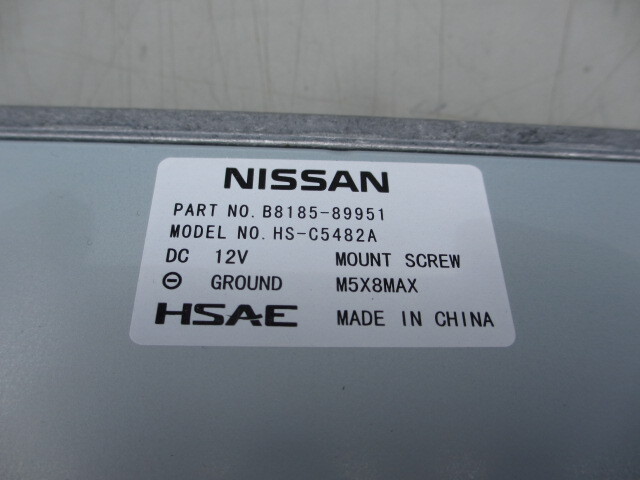 NISSAN
PART NO. B8185-89951
MODEL NO. HS-C5482A
DC 12V MOUNT SCREW
⊖ GROUND M5X8MAX
HSAE MADE IN CHINA